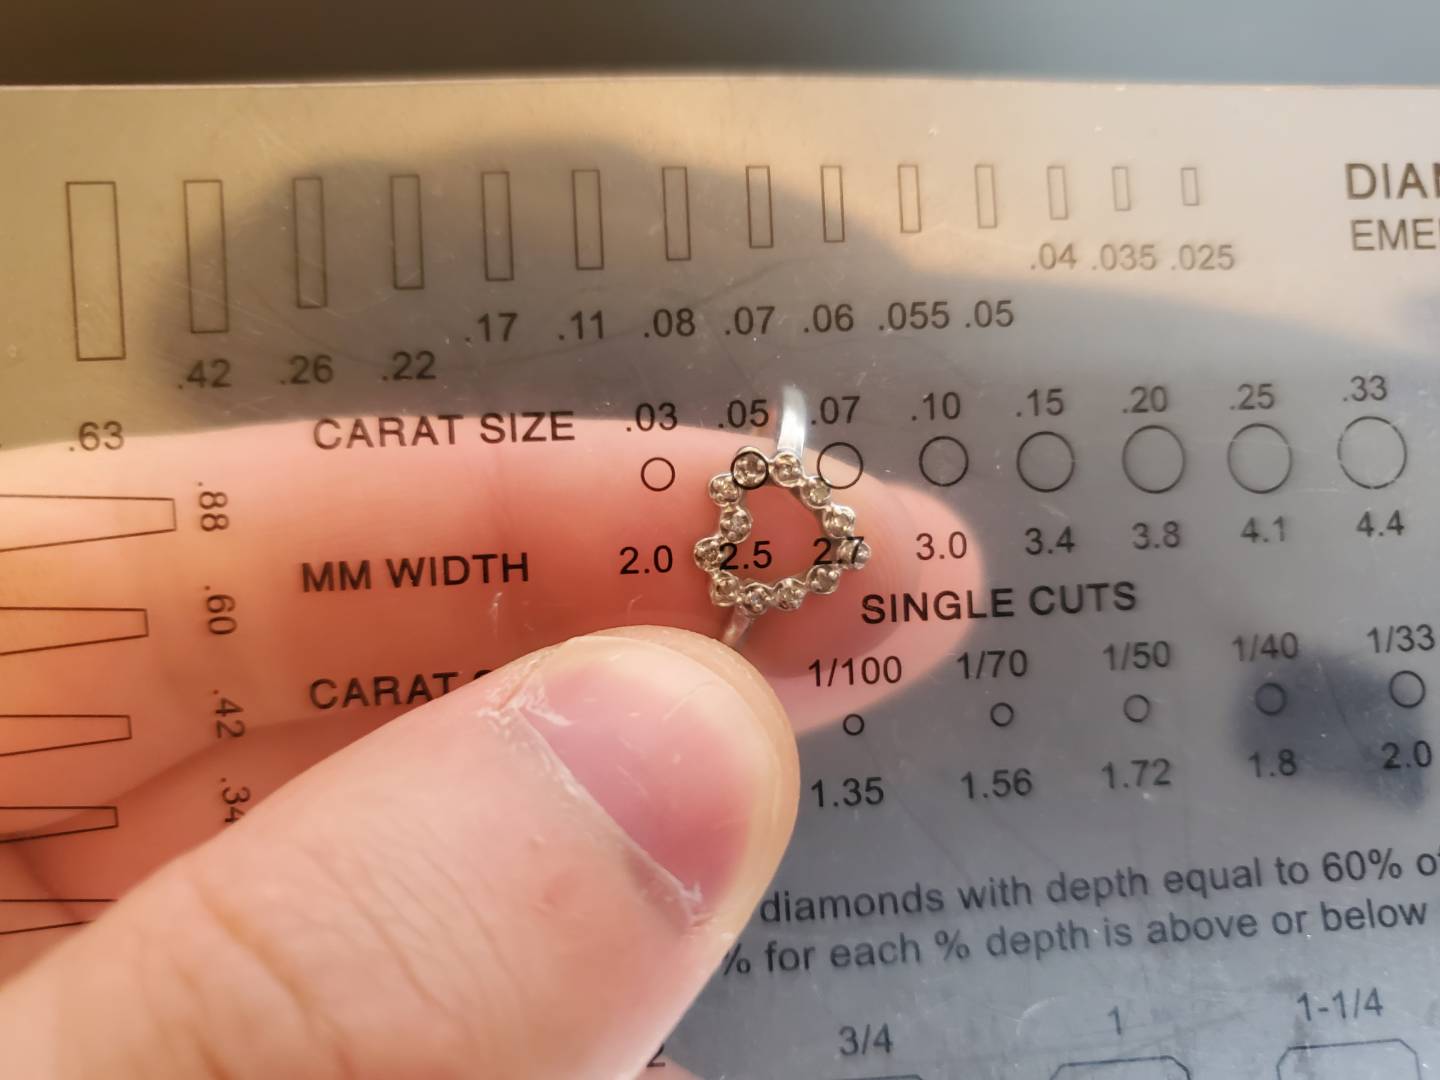 DIA
EME
.04 .035 .025
.17 .11 .08 .07 .06 .055 .05
.42 .26 .22
.63
CARAT SIZE .03 .05 .07 .10 .15 .20 .25 .33
MM WIDTH 2.0 2.5 2.7 3.0 3.4 3.8 4.1 4.4
SINGLE CUTS
CARAT 1/100 1/70 1/50 1/40 1/33
1.35 1.56 1.72 1.8 2.0
.88
.60
.42
.34
diamonds with depth equal to 60% of
% for each % depth is above or below
3/4 1 1-1/4